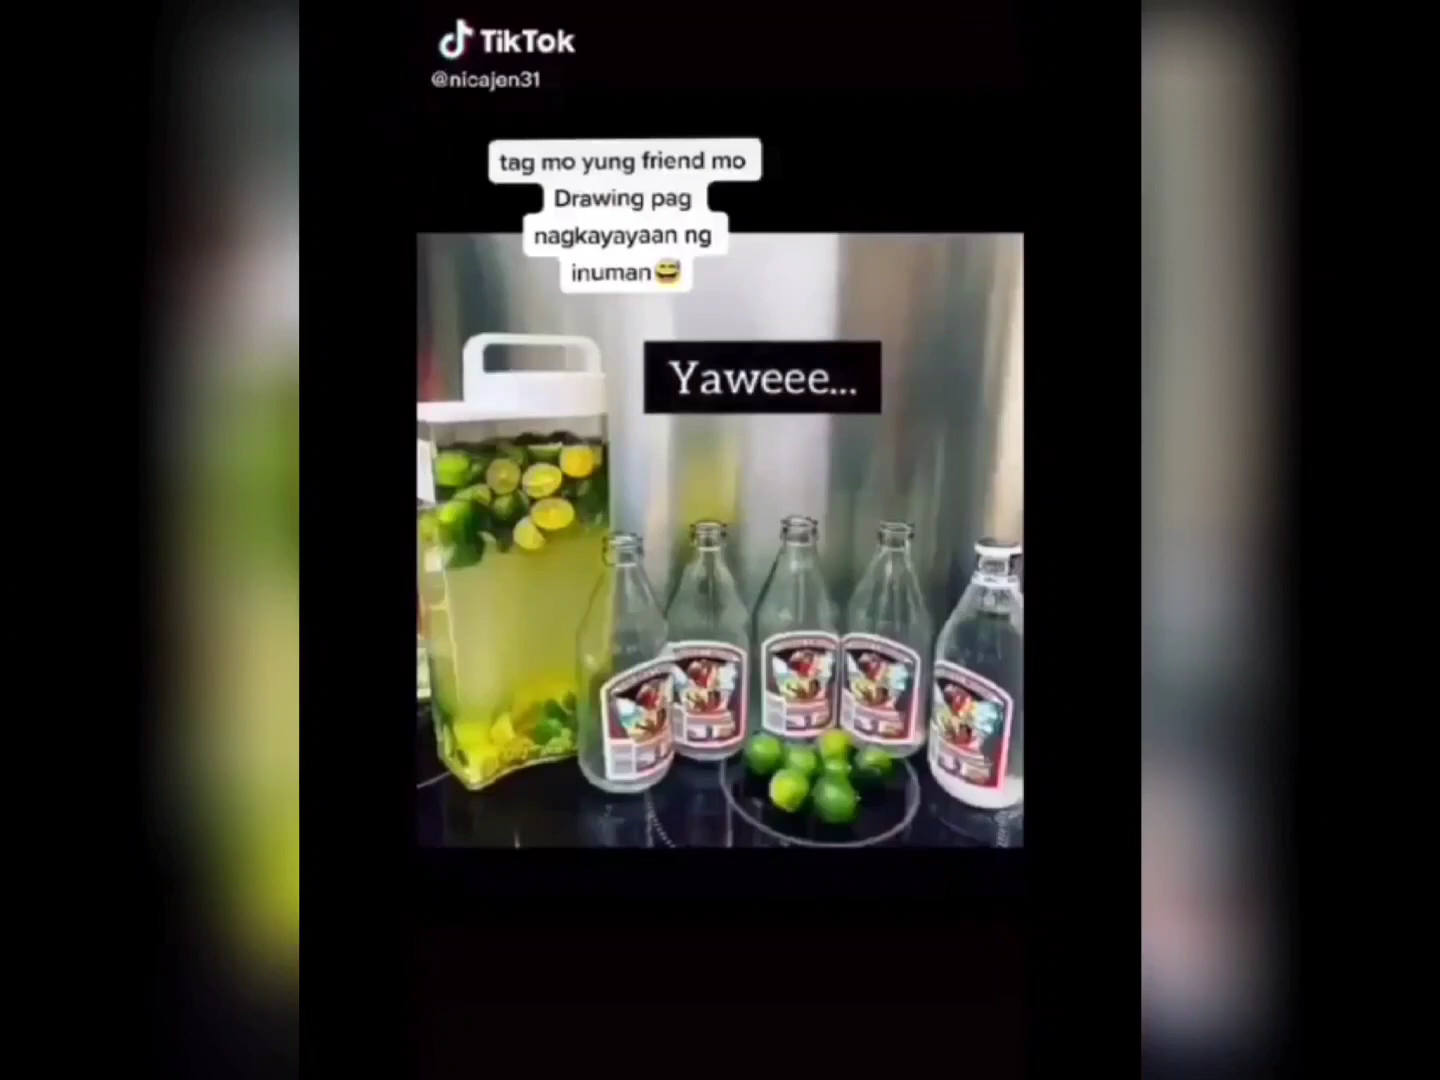 TikTok
@nicajen31
tag mo yung friend mo
Drawing pag
nagkayayaan ng
inuman😅
Yaweee...